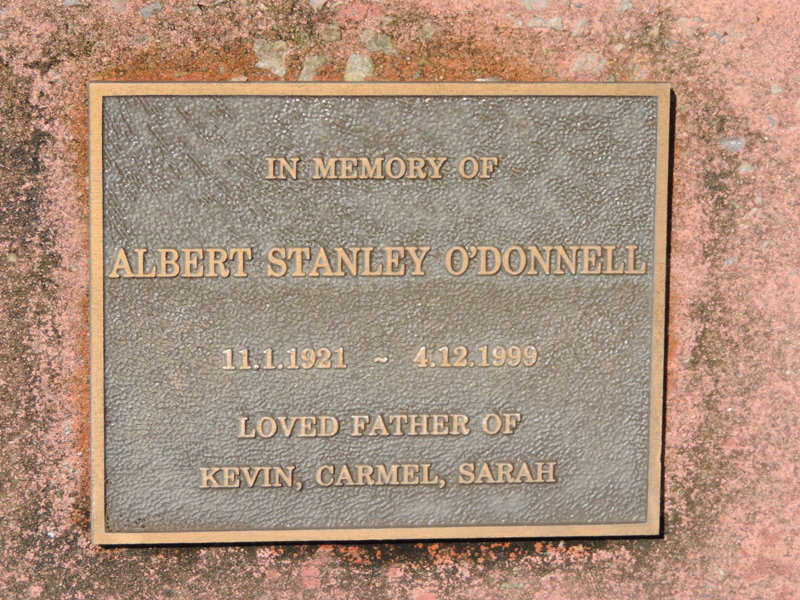 IN MEMORY OF
ALBERT STANLEY O'DONNELL
11.1.1921 ~ 4.12.1999
LOVED FATHER OF
KEVIN, CARMEL, SARAH